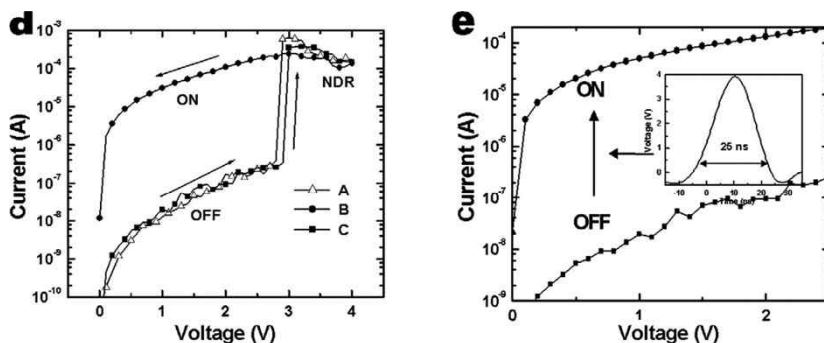 d
10⁻³
10⁻⁴
10⁻⁵
10⁻⁶
10⁻⁷
10⁻⁸
10⁻⁹
10⁻¹⁰
Current (A)
ON
OFF
NDR
A
B
C
0 1 2 3 4
Voltage (V)
e
10⁻⁴
10⁻⁵
10⁻⁶
10⁻⁷
10⁻⁸
10⁻⁹
Current (A)
ON
OFF
4
3
2
1
0
Voltage (V)
25 ns
-10 0 10 20 30
Time (ns)
0 1 2
Voltage (V)